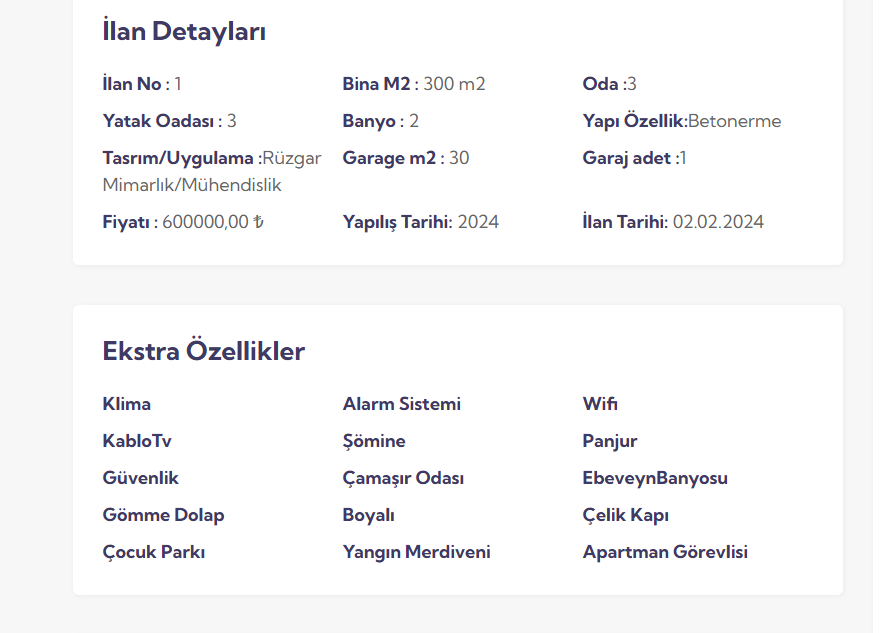 İlan Detayları
İlan No : 1 Bina M2 : 300 m2 Oda :3
Yatak Oadası : 3 Banyo : 2 Yapı Özellik:Betonerme
Tasrım/Uygulama :Rüzgar Garage m2 : 30 Garaj adet :1
Mimarlık/Mühendislik
Fiyatı : 600000,00 ₺ Yapılış Tarihi: 2024 İlan Tarihi: 02.02.2024
Ekstra Özellikler
Klima Alarm Sistemi Wifi
KabloTv Şömine Panjur
Güvenlik Çamaşır Odası EbeveynBanyosu
Gömme Dolap Boyalı Çelik Kapı
Çocuk Parkı Yangın Merdiveni Apartman Görevlisi